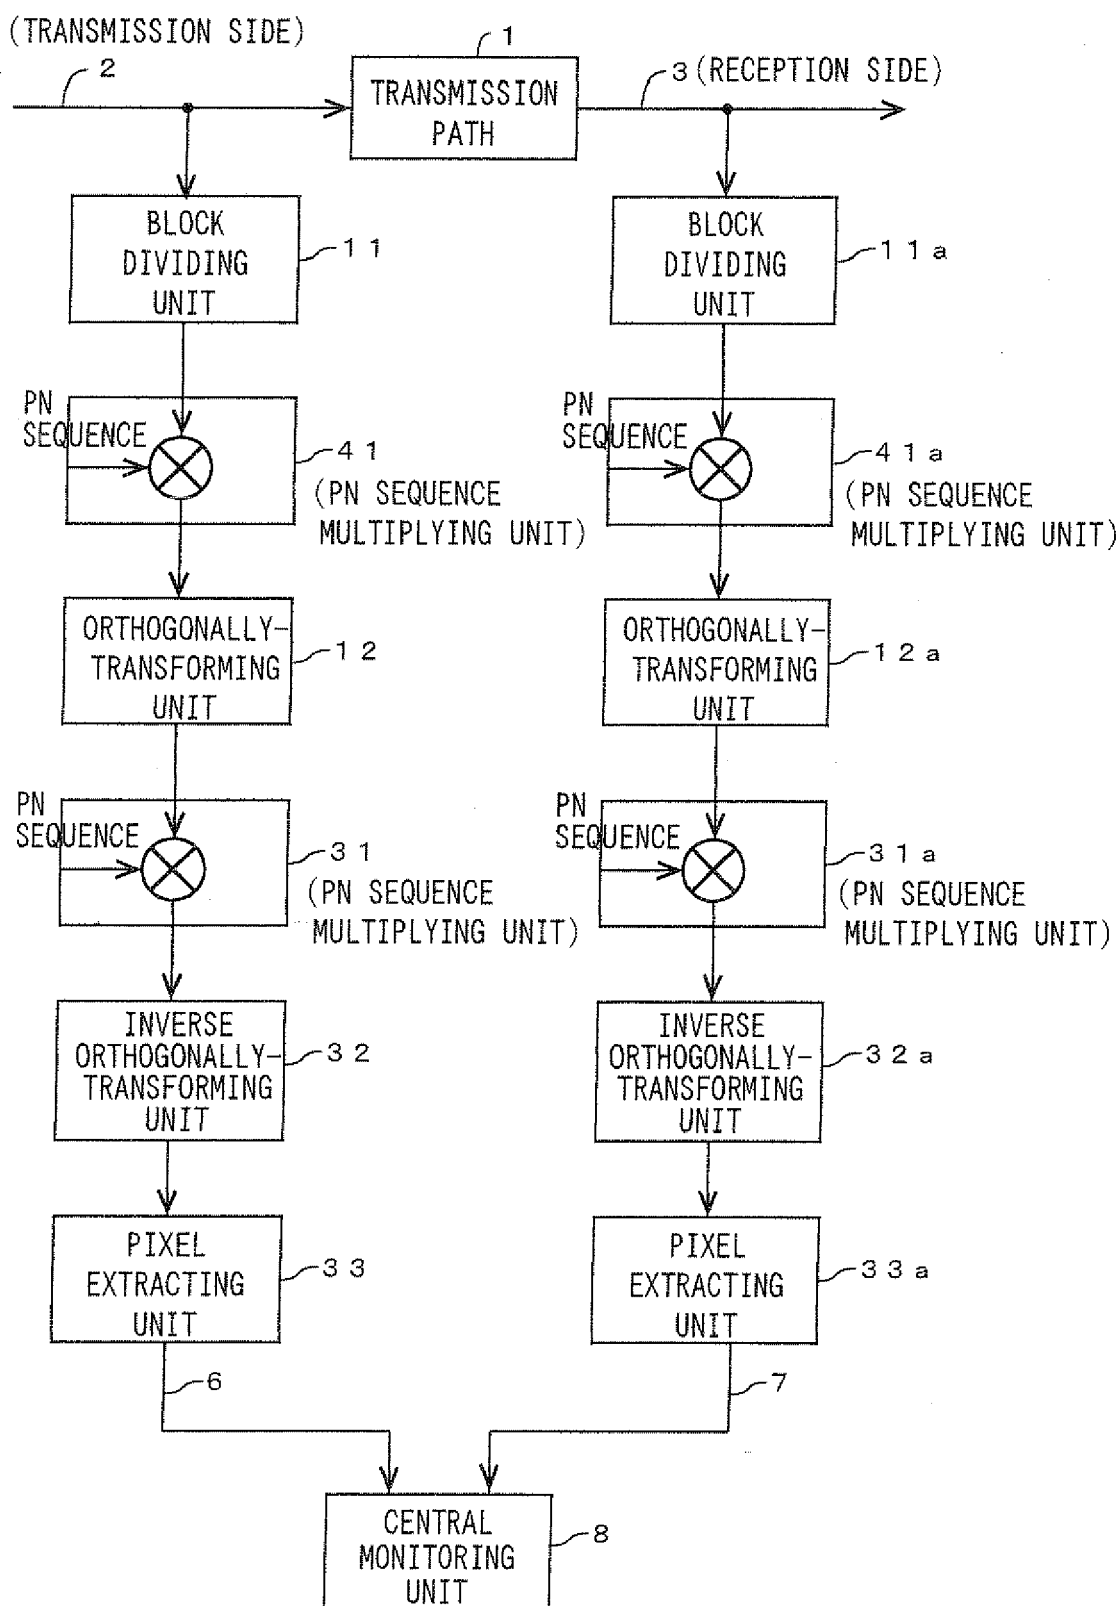 (TRANSMISSION SIDE)
1
2
TRANSMISSION
PATH
3 (RECEPTION SIDE)
BLOCK
DIVIDING
UNIT
11
BLOCK
DIVIDING
UNIT
11a
PN
SEQUENCE
41
(PN SEQUENCE
MULTIPLYING UNIT)
PN
SEQUENCE
41a
(PN SEQUENCE
MULTIPLYING UNIT)
ORTHOGONALLY-
TRANSFORMING
UNIT
12
ORTHOGONALLY-
TRANSFORMING
UNIT
12a
PN
SEQUENCE
31
(PN SEQUENCE
MULTIPLYING UNIT)
PN
SEQUENCE
31a
(PN SEQUENCE
MULTIPLYING UNIT)
INVERSE
ORTHOGONALLY-
TRANSFORMING
UNIT
32
INVERSE
ORTHOGONALLY-
TRANSFORMING
UNIT
32a
PIXEL
EXTRACTING
UNIT
33
PIXEL
EXTRACTING
UNIT
33a
6
7
CENTRAL
MONITORING
UNIT
8